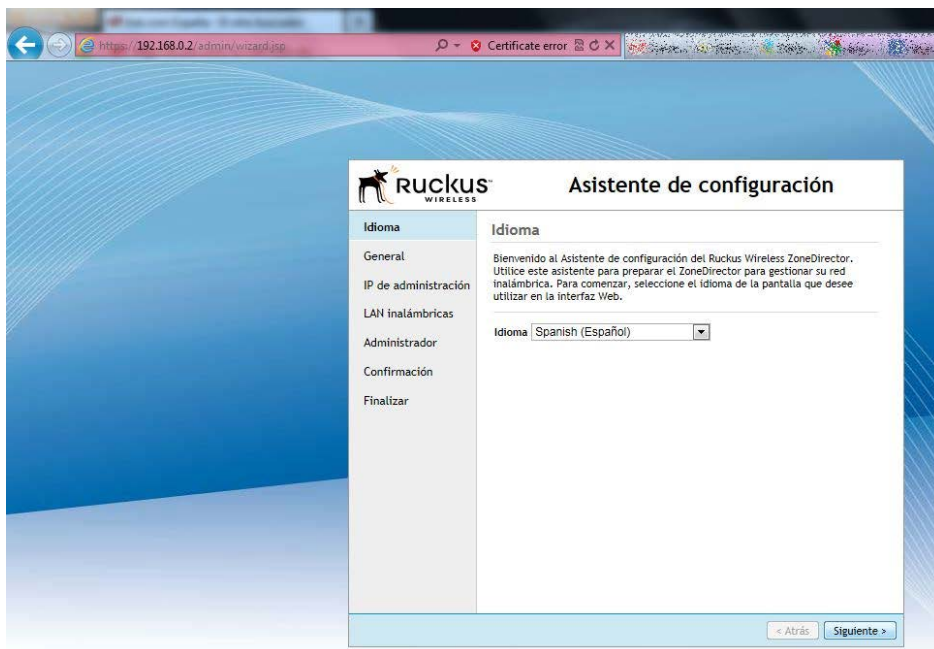 https://192.168.0.2/admin/wizard.jsp
Certificate error
Ruckus
WIRELESS
Asistente de configuración
Idioma
General
IP de administración
LAN inalámbricas
Administrador
Confirmación
Finalizar
Idioma
Bienvenido al Asistente de configuración del Ruckus Wireless ZoneDirector.
Utilice este asistente para preparar el ZoneDirector para gestionar su red
inalámbrica. Para comenzar, seleccione el idioma de la pantalla que desee
utilizar en la interfaz Web.
Idioma Spanish (Español)
< Atrás Siguiente >